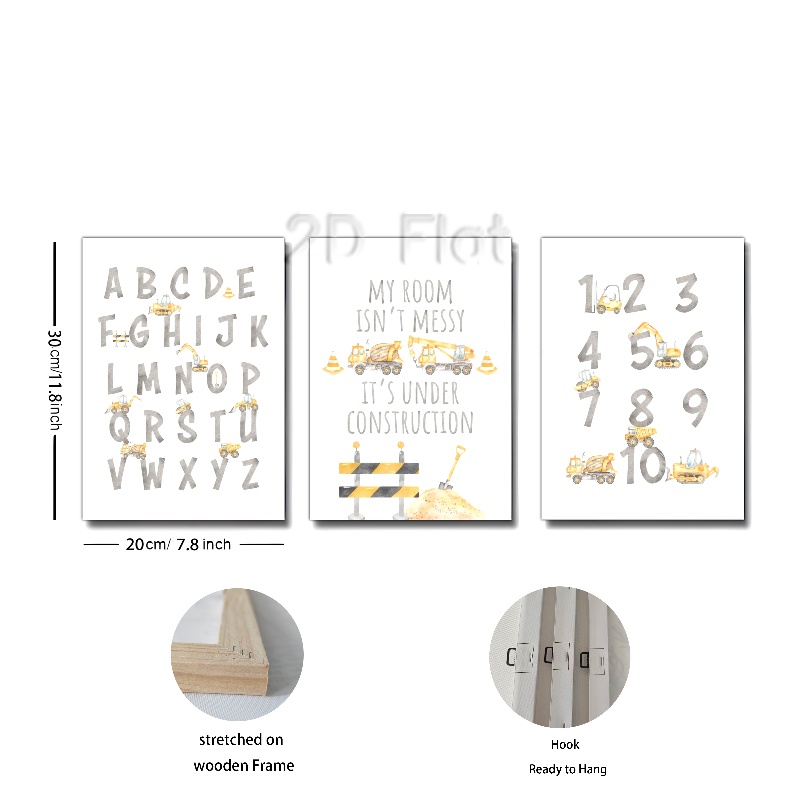 2D Flat
A B C D E
F G H I J K
L M N O P
Q R S T U
V W X Y Z
MY ROOM
ISN'T MESSY
IT'S UNDER
CONSTRUCTION
1 2 3
4 5 6
7 8 9
10
30cm/11.8inch
20cm/ 7.8 inch
stretched on
wooden Frame
Hook
Ready to Hang